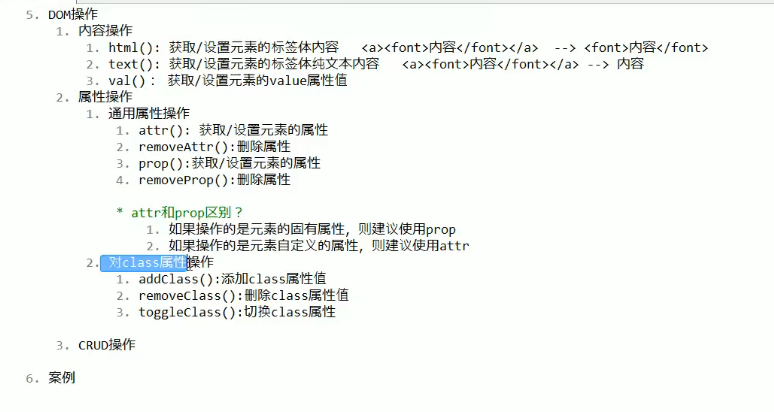 5. DOM操作
1. 内容操作
1. html(): 获取/设置元素的标签体内容 <a><font>内容</font></a> --> <font>内容</font>
2. text(): 获取/设置元素的标签体纯文本内容 <a><font>内容</font></a> --> 内容
3. val()： 获取/设置元素的value属性值
2. 属性操作
1. 通用属性操作
1. attr(): 获取/设置元素的属性
2. removeAttr():删除属性
3. prop():获取/设置元素的属性
4. removeProp():删除属性
* attr和prop区别？
1. 如果操作的是元素的固有属性，则建议使用prop
2. 如果操作的是元素自定义的属性，则建议使用attr
2. 对class属性操作
1. addClass():添加class属性值
2. removeClass():删除class属性值
3. toggleClass():切换class属性
3. CRUD操作
6. 案例